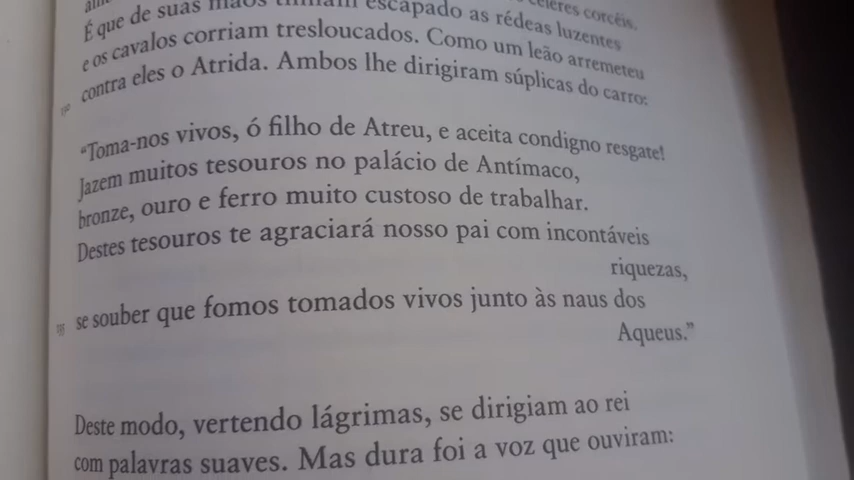 céleres corcéis.
É que de suas mãos tinham escapado as rédeas luzentes
e os cavalos corriam tresloucados. Como um leão arremeteu
130 contra eles o Atrida. Ambos lhe dirigiram súplicas do carro:
“Toma-nos vivos, ó filho de Atreu, e aceita condigno resgate!
Jazem muitos tesouros no palácio de Antímaco,
bronze, ouro e ferro muito custoso de trabalhar.
Destes tesouros te agraciará nosso pai com incontáveis
riquezas,
135 se souber que fomos tomados vivos junto às naus dos
Aqueus.”
Deste modo, vertendo lágrimas, se dirigiam ao rei
com palavras suaves. Mas dura foi a voz que ouviram: